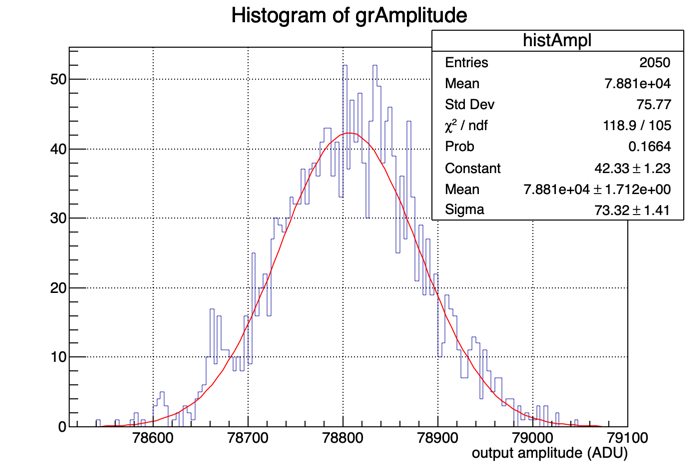 Histogram of grAmplitude
histAmpl
Entries 2050
Mean 7.881e+04
Std Dev 75.77
χ² / ndf 118.9 / 105
Prob 0.1664
Constant 42.33 ± 1.23
Mean 7.881e+04 ± 1.712e+00
Sigma 73.32 ± 1.41
50
40
30
20
10
0
78600 78700 78800 78900 79000 79100
output amplitude (ADU)